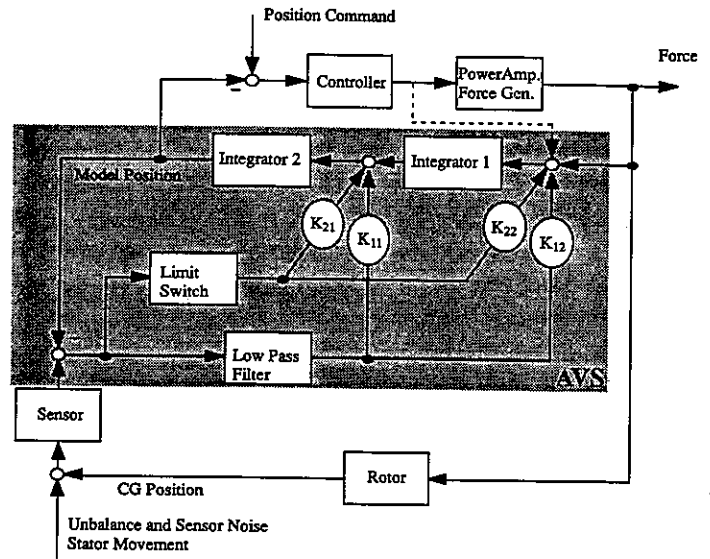 Position Command
Force
Controller
PowerAmp.
Force Gen.
Integrator 2
Integrator 1
Model Position
K21
K11
K22
K12
Limit
Switch
Low Pass
Filter
AVS
Sensor
CG Position
Rotor
Unbalance and Sensor Noise
Stator Movement